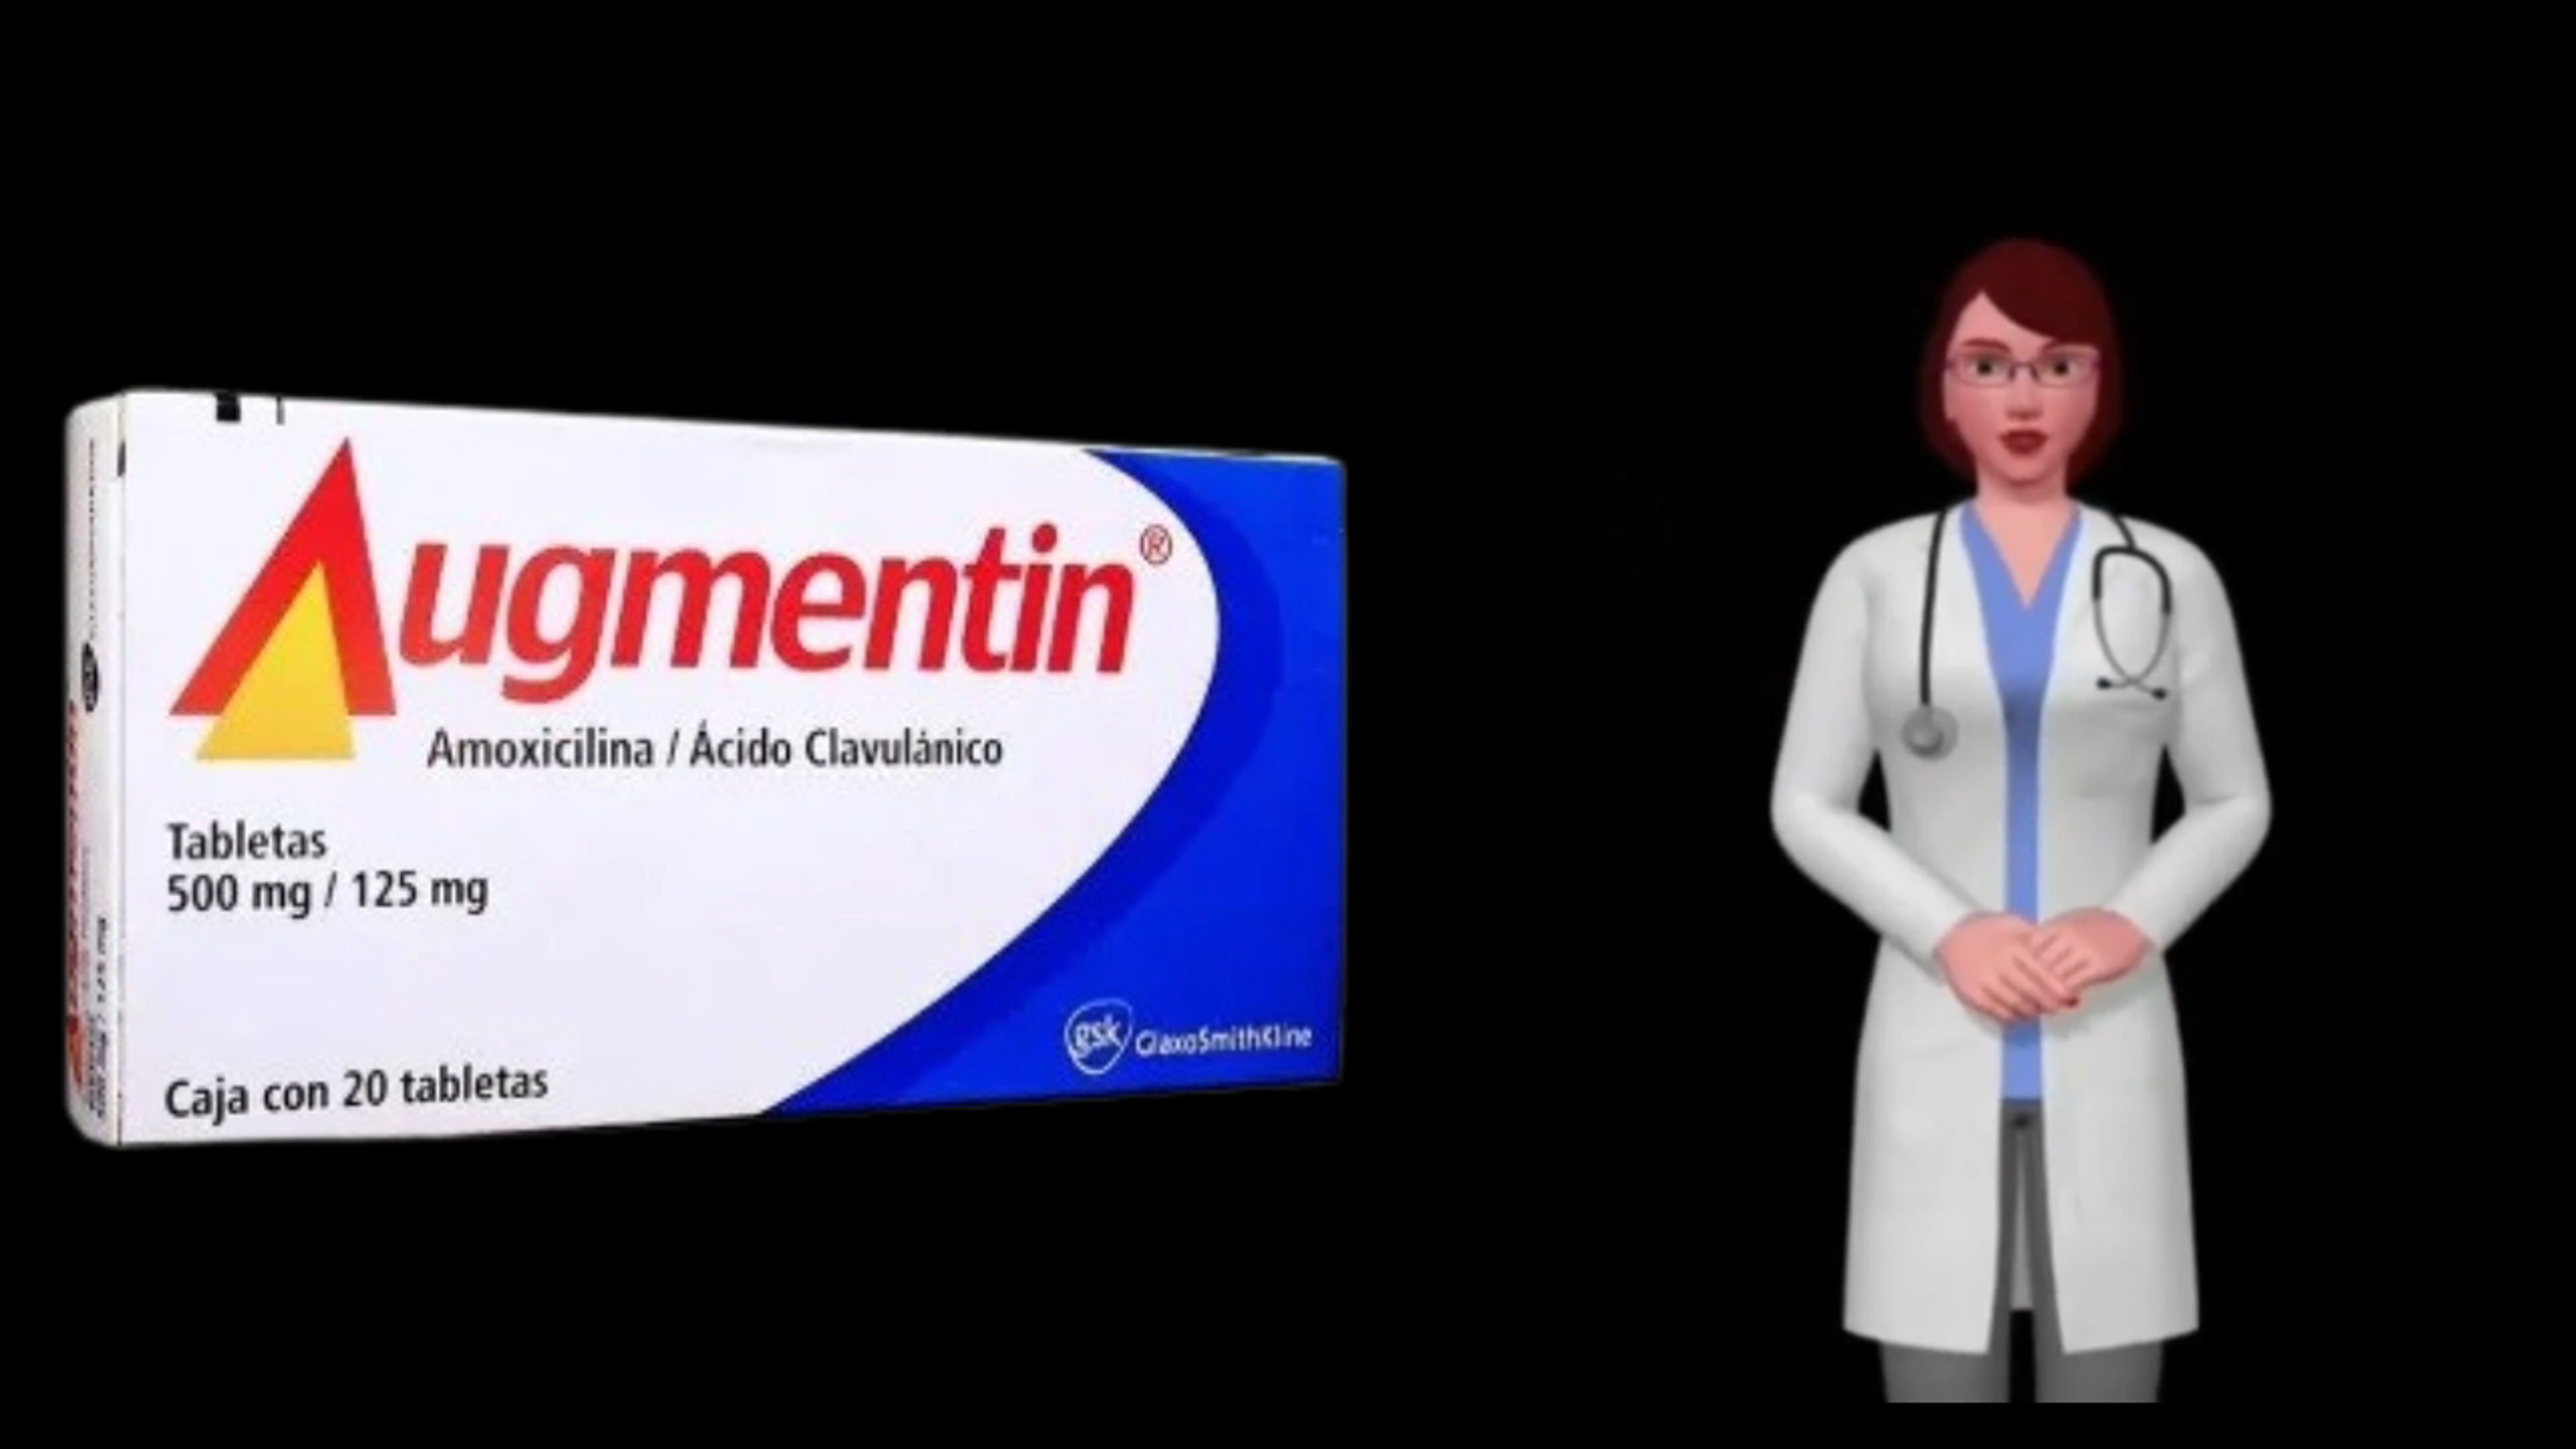 Augmentin®
Amoxicilina / Ácido Clavulánico
Tabletas
500 mg / 125 mg
Caja con 20 tabletas
gsk GlaxoSmithKline